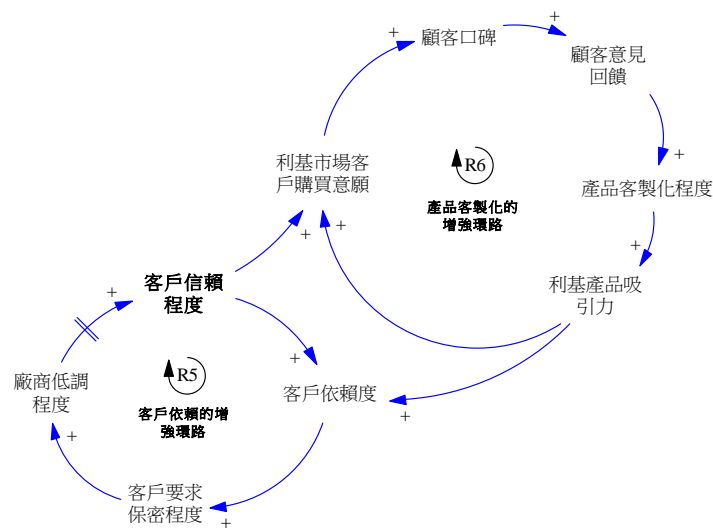 顧客口碑
+
顧客意見
回饋
+
+
利基市場客
戶購買意願
R6
產品客製化的
增強環路
產品客製化程度
+
+
+
+
利基產品吸
引力
客戶信賴
程度
+
+
廠商低調
程度
R5
客戶依賴的增
強環路
客戶依賴度
+
+
客戶要求
保密程度
+